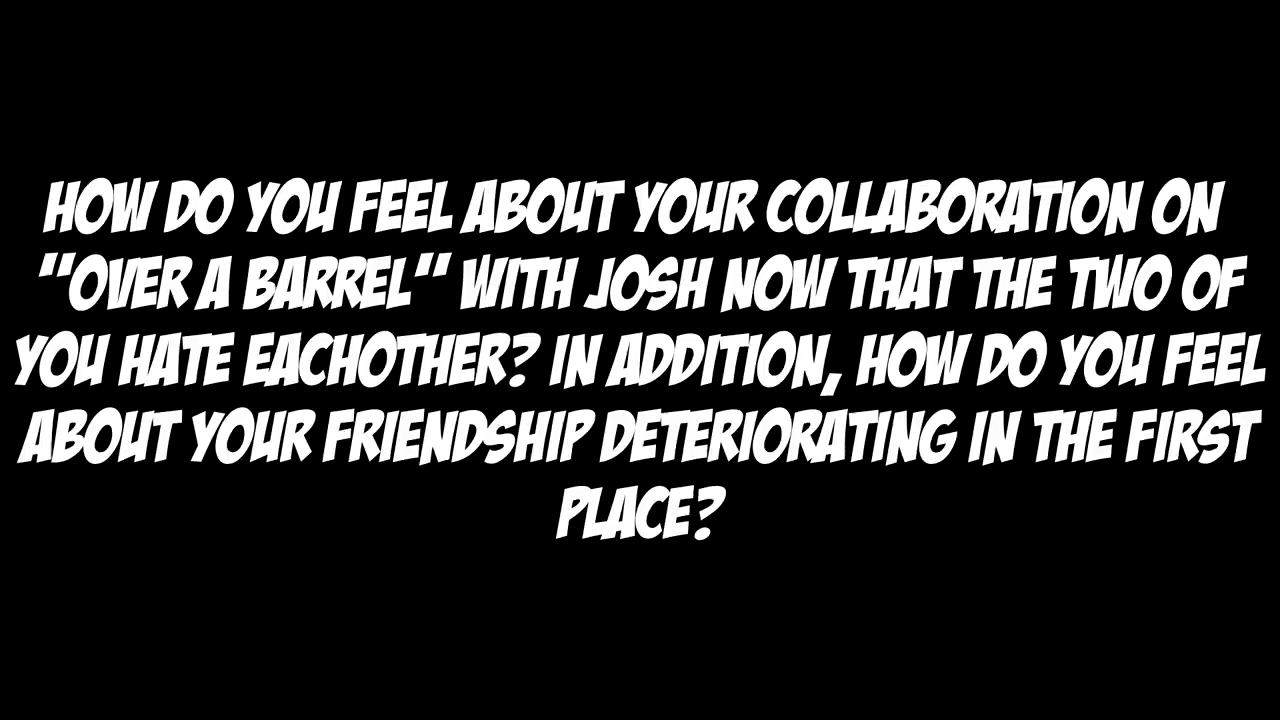 HOW DO YOU FEEL ABOUT YOUR COLLABORATION ON
"OVER A BARREL" WITH JOSH NOW THAT THE TWO OF
YOU HATE EACHOTHER? IN ADDITION, HOW DO YOU FEEL
ABOUT YOUR FRIENDSHIP DETERIORATING IN THE FIRST
PLACE?